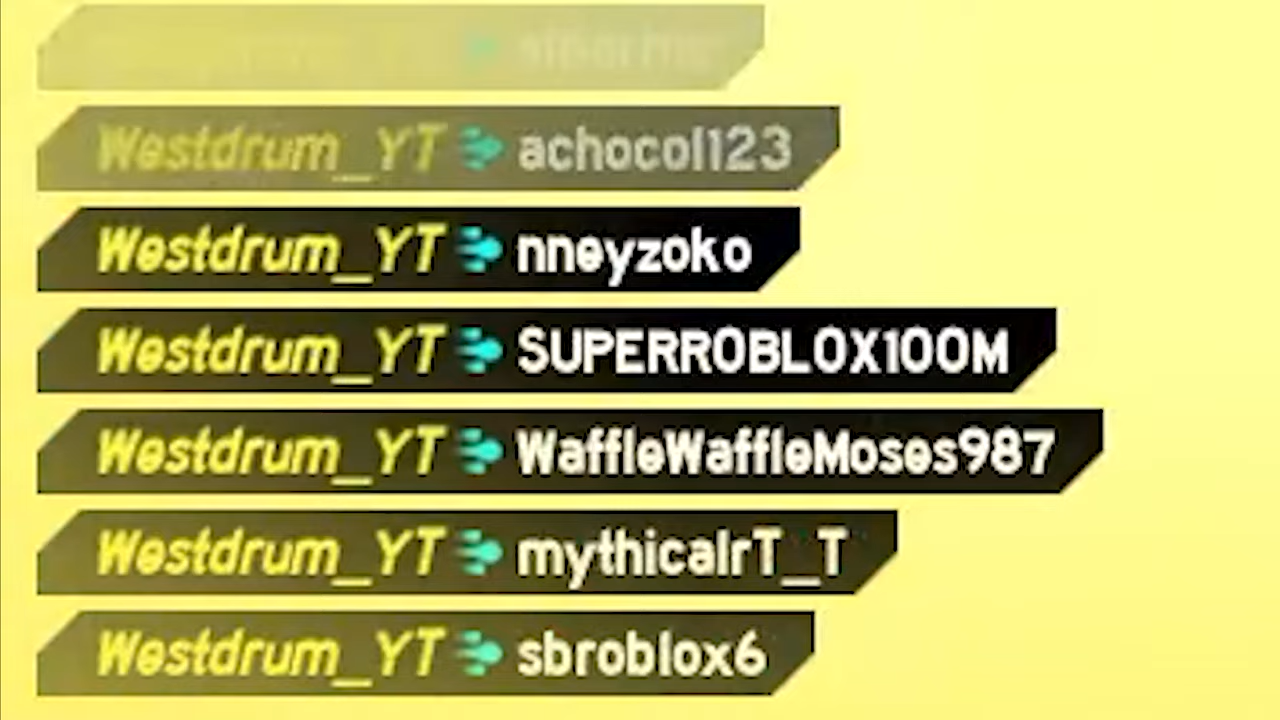 Westdrum_YT achocol123
Westdrum_YT nneyzoko
Westdrum_YT SUPERROBLOX100M
Westdrum_YT WaffleWaffleMoses987
Westdrum_YT mythicalrT_T
Westdrum_YT sbroblox6